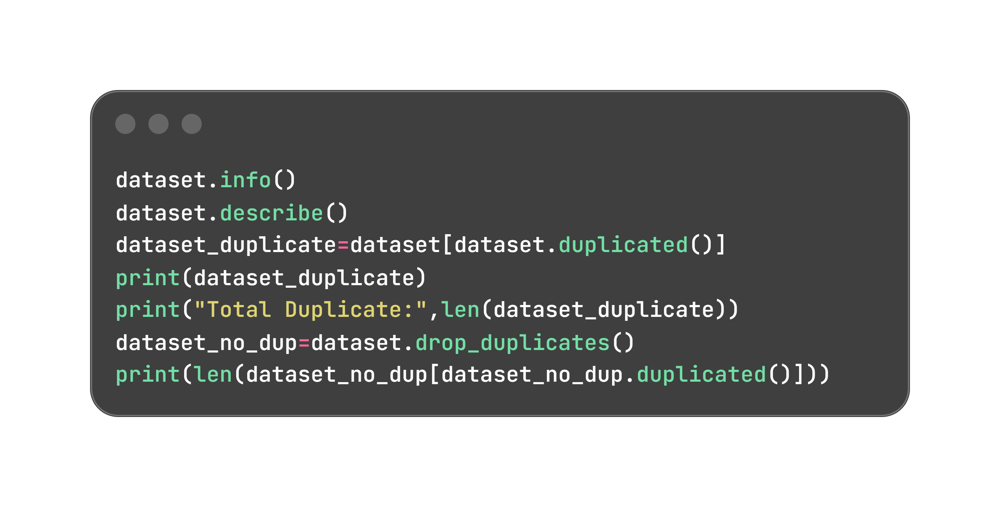 dataset.info()
dataset.describe()
dataset_duplicate=dataset[dataset.duplicated()]
print(dataset_duplicate)
print("Total Duplicate:",len(dataset_duplicate))
dataset_no_dup=dataset.drop_duplicates()
print(len(dataset_no_dup[dataset_no_dup.duplicated()]))